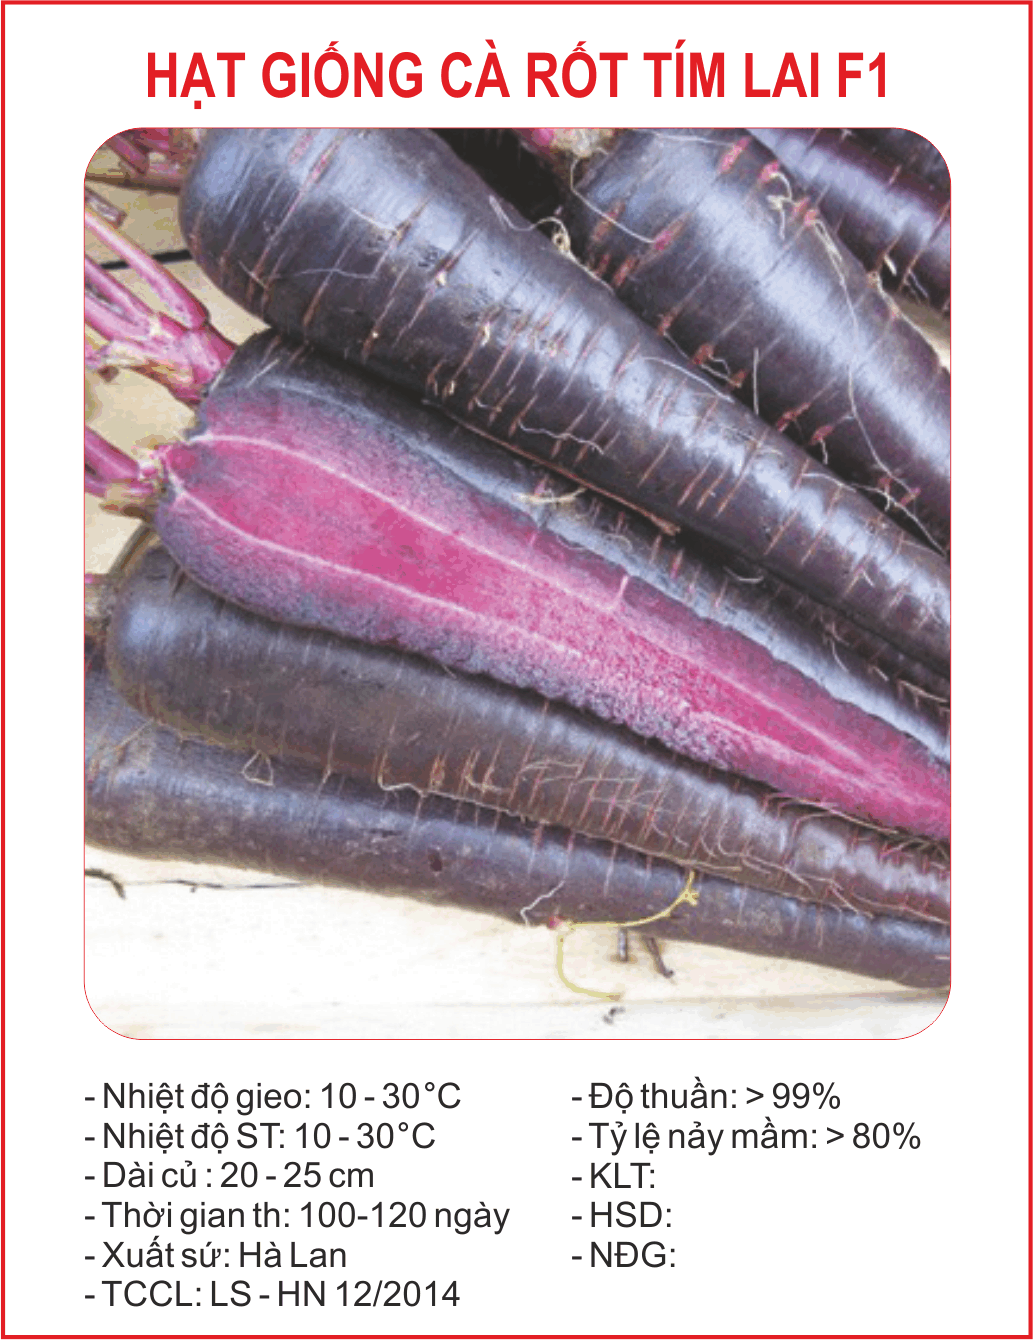 HẠT GIỐNG CÀ RỐT TÍM LAI F1
- Nhiệt độ gieo: 10 - 30°C
- Nhiệt độ ST: 10 - 30°C
- Dài củ : 20 - 25 cm
- Thời gian th: 100-120 ngày
- Xuất sứ: Hà Lan
- TCCL: LS - HN 12/2014
- Độ thuần: > 99%
- Tỷ lệ nảy mầm: > 80%
- KLT:
- HSD:
- NĐG: